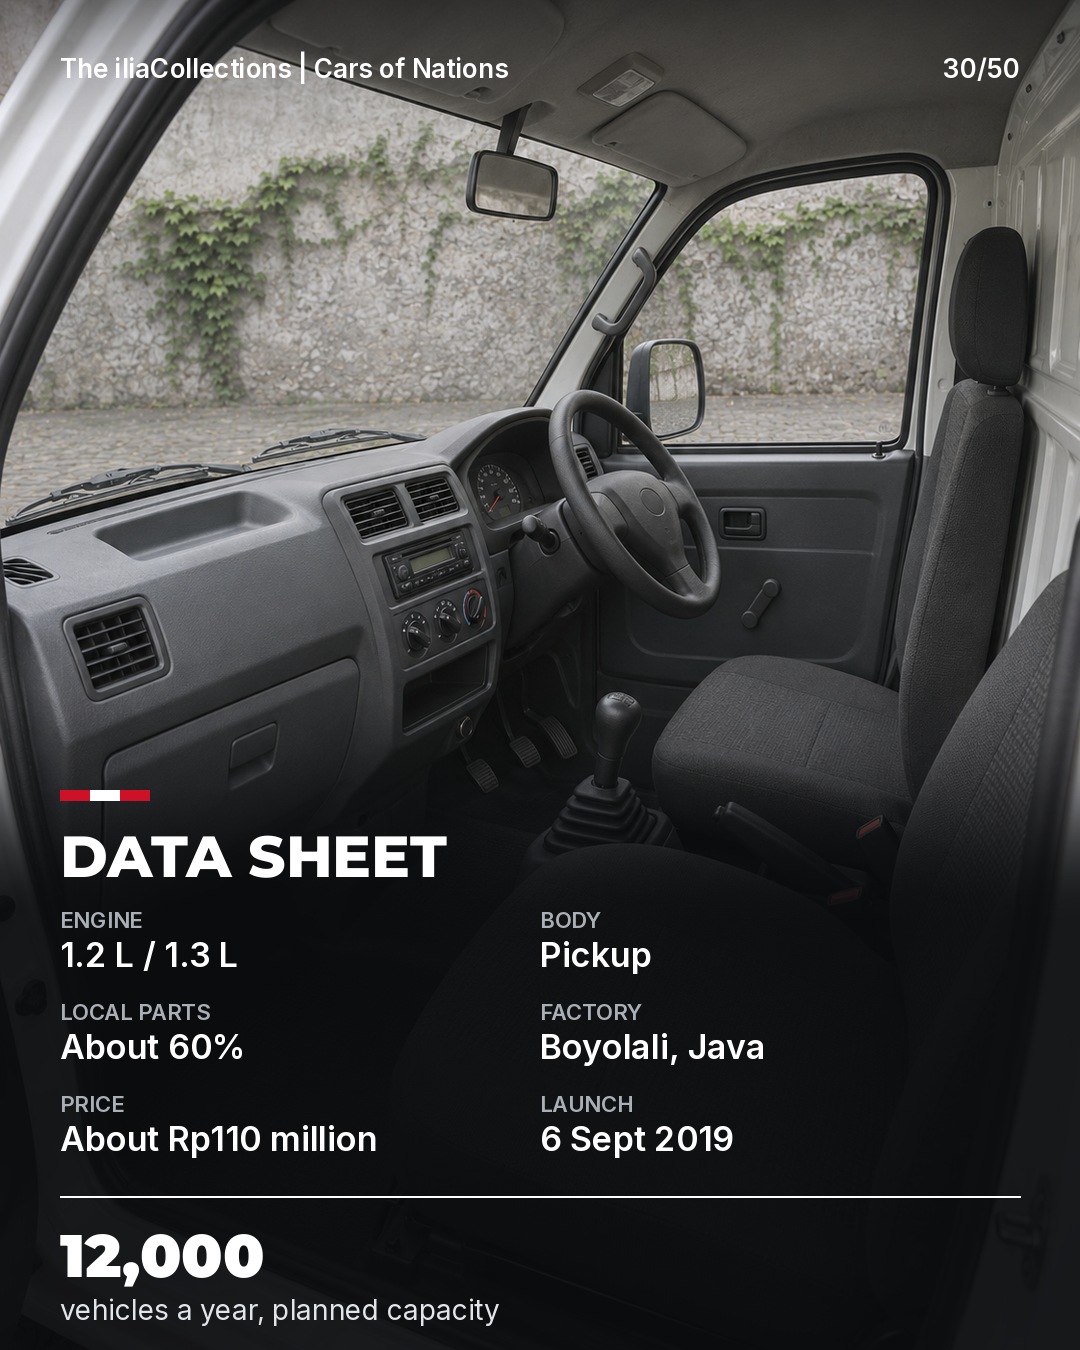 The iliaCollections | Cars of Nations
30/50
DATA SHEET
ENGINE
1.2 L / 1.3 L
BODY
Pickup
LOCAL PARTS
About 60%
FACTORY
Boyolali, Java
PRICE
About Rp110 million
LAUNCH
6 Sept 2019
12,000
vehicles a year, planned capacity